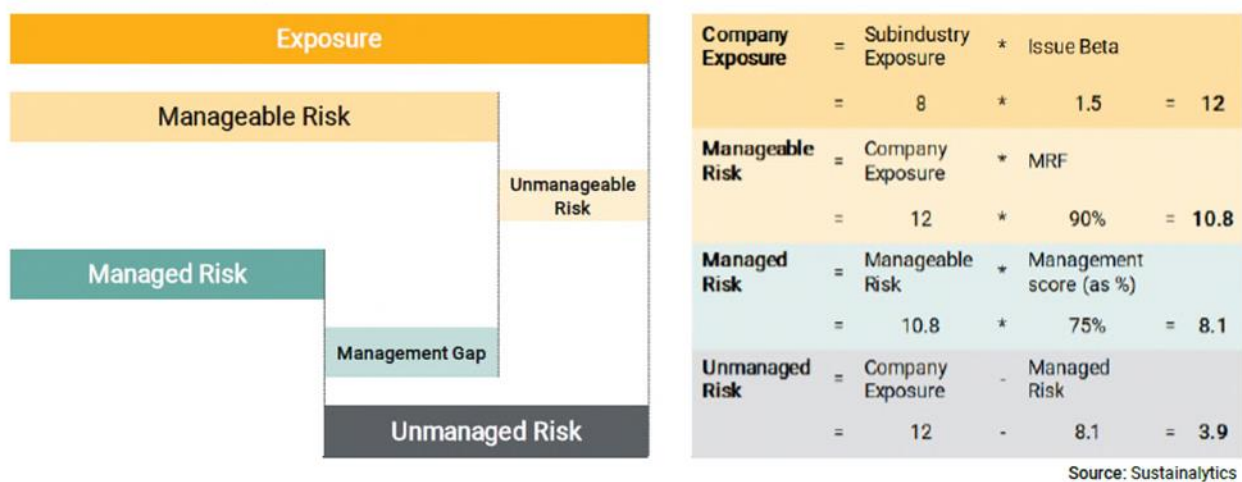 Exposure
Manageable Risk
Unmanageable
Risk
Managed Risk
Management Gap
Unmanaged Risk
Company = Subindustry * Issue Beta
Exposure Exposure
= 8 * 1.5 = 12
Manageable = Company * MRF
Risk Exposure
= 12 * 90% = 10.8
Managed = Manageable * Management
Risk Risk score (as %)
= 10.8 * 75% = 8.1
Unmanaged = Company - Managed
Risk Exposure Risk
= 12 - 8.1 = 3.9
Source: Sustainalytics